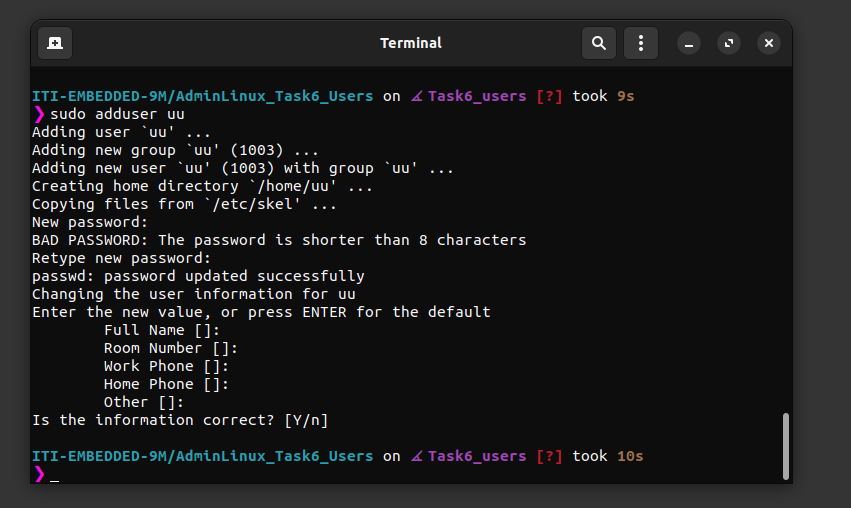 Terminal
ITI-EMBEDDED-9M/AdminLinux_Task6_Users on ∡ Task6_users [?] took 9s
❯ sudo adduser uu
Adding user `uu' ...
Adding new group `uu' (1003) ...
Adding new user `uu' (1003) with group `uu' ...
Creating home directory `/home/uu' ...
Copying files from `/etc/skel' ...
New password:
BAD PASSWORD: The password is shorter than 8 characters
Retype new password:
passwd: password updated successfully
Changing the user information for uu
Enter the new value, or press ENTER for the default
Full Name []:
Room Number []:
Work Phone []:
Home Phone []:
Other []:
Is the information correct? [Y/n]
ITI-EMBEDDED-9M/AdminLinux_Task6_Users on ∡ Task6_users [?] took 10s
❯ _